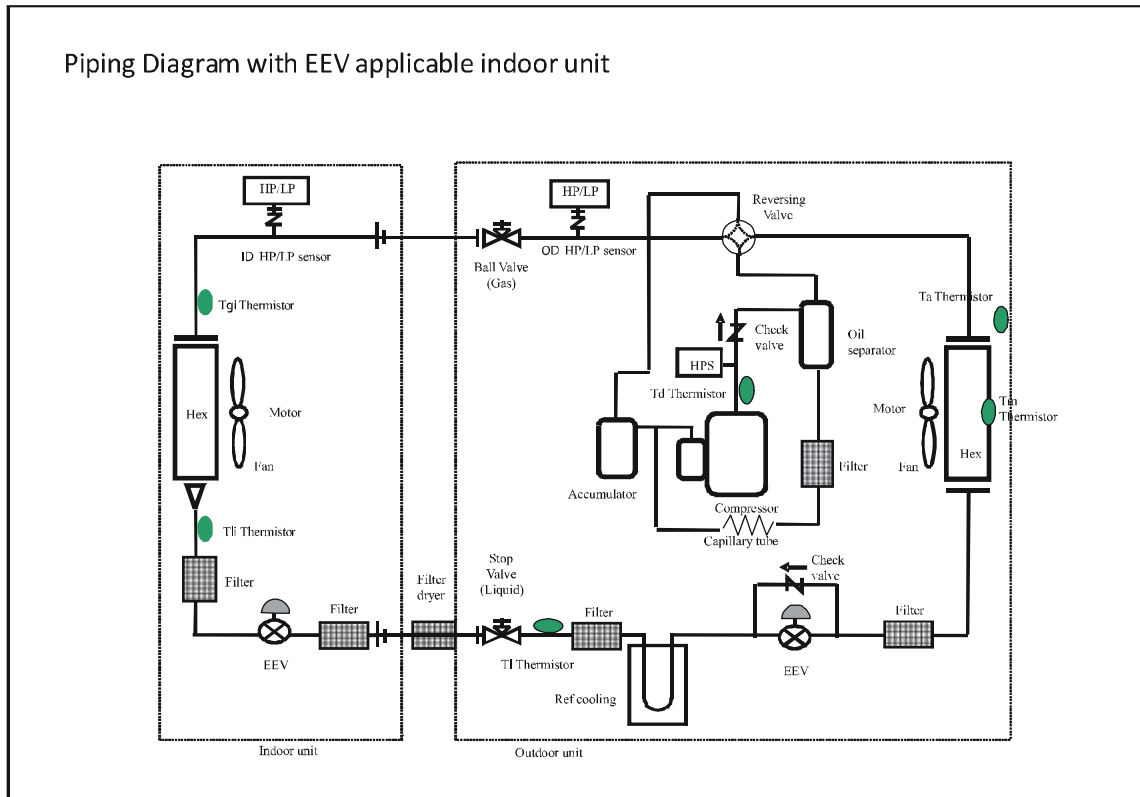 Piping Diagram with EEV applicable indoor unit
HP/LP
HP/LP
Reversing
Valve
ID HP/LP sensor
Ball Valve
(Gas)
OD HP/LP sensor
Tgi Thermistor
Ta Thermistor
Check
valve
Oil
separator
HPS
Td Thermistor
Hex
Motor
Fan
Motor
Tm
Thermistor
Fan
Hex
Filter
Accumulator
Compressor
Capillary tube
Tli Thermistor
Filter
Filter
dryer
Stop
Valve
(Liquid)
Check
valve
Filter
Filter
Filter
EEV
Tl Thermistor
EEV
Ref cooling
Indoor unit
Outdoor unit